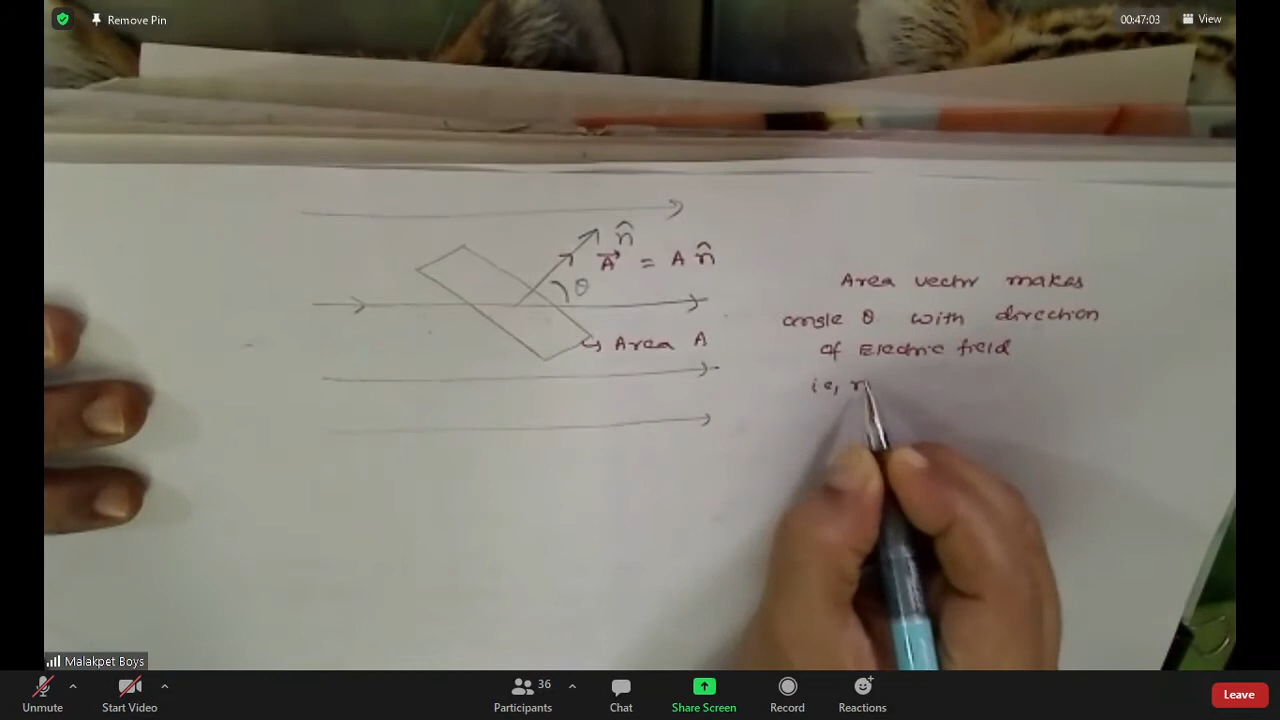 Remove Pin
00:47:03
View
n̂
A⃗ = A n̂
θ
Area A
Area vector makes
angle θ with direction
of Electric field
ie, n
Malakpet Boys
Unmute
Start Video
36
Participants
Chat
Share Screen
Record
Reactions
Leave